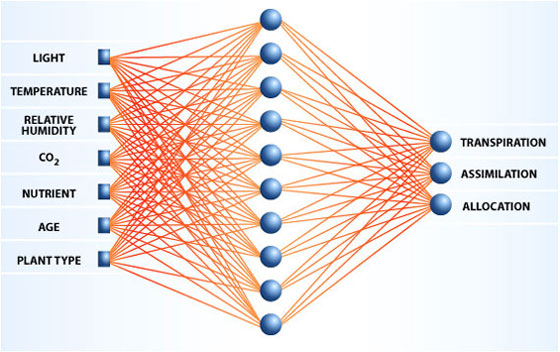 LIGHT
TEMPERATURE
RELATIVE
HUMIDITY
CO₂
NUTRIENT
AGE
PLANT TYPE
TRANSPIRATION
ASSIMILATION
ALLOCATION